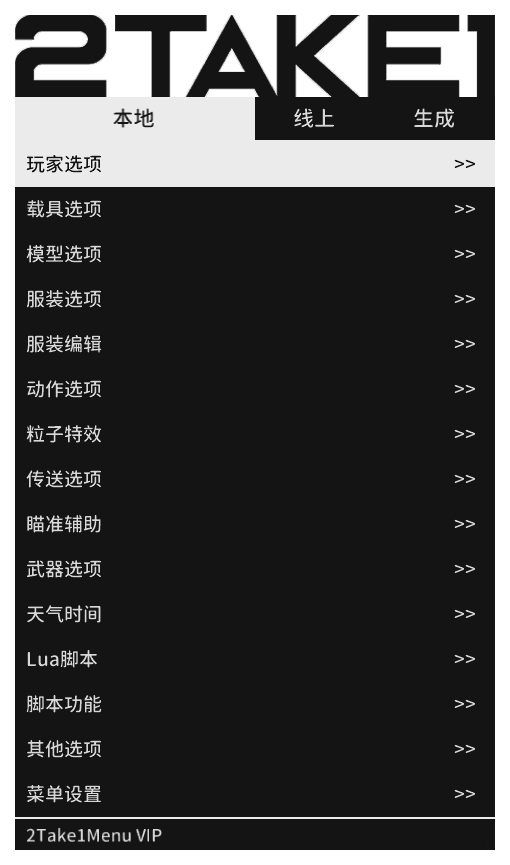 2TAKE1
本地 线上 生成
玩家选项 >>
载具选项 >>
模型选项 >>
服装选项 >>
服装编辑 >>
动作选项 >>
粒子特效 >>
传送选项 >>
瞄准辅助 >>
武器选项 >>
天气时间 >>
Lua脚本 >>
脚本功能 >>
其他选项 >>
菜单设置 >>
2Take1Menu VIP